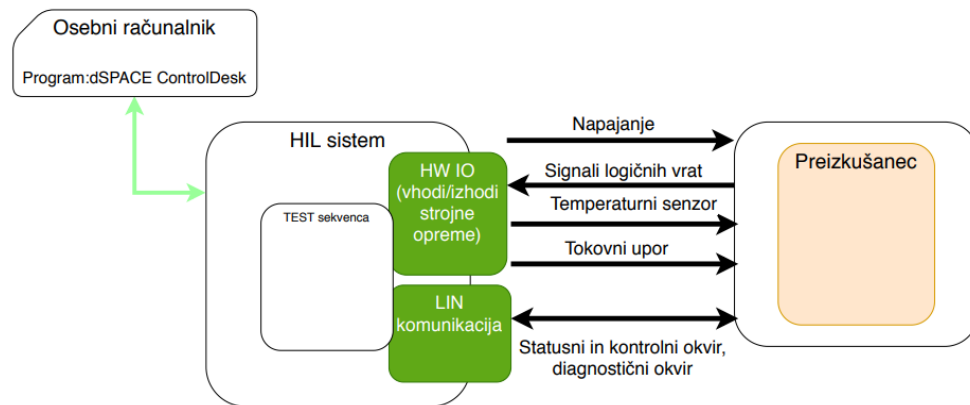 Osebni računalnik
Program:dSPACE ControlDesk
HIL sistem
HW IO
(vhodi/izhodi
strojne
opreme)
TEST sekvenca
LIN
komunikacija
Napajanje
Signali logičnih vrat
Temperaturni senzor
Tokovni upor
Statusni in kontrolni okvir,
diagnostični okvir
Preizkušanec